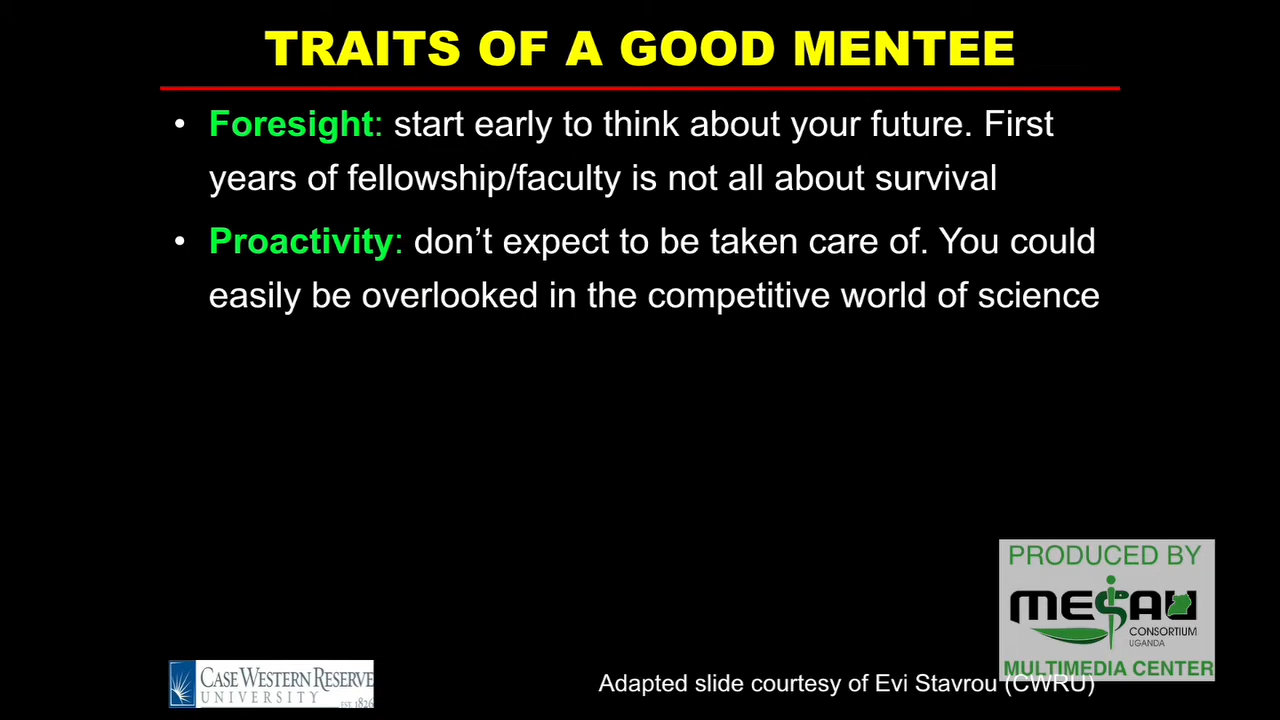 TRAITS OF A GOOD MENTEE
• Foresight: start early to think about your future. First
years of fellowship/faculty is not all about survival
• Proactivity: don’t expect to be taken care of. You could
easily be overlooked in the competitive world of science
PRODUCED BY
MESAU
CONSORTIUM
UGANDA
MULTIMEDIA CENTER
CASE WESTERN RESERVE
UNIVERSITY
EST. 1826
Adapted slide courtesy of Evi Stavrou (CWRU)